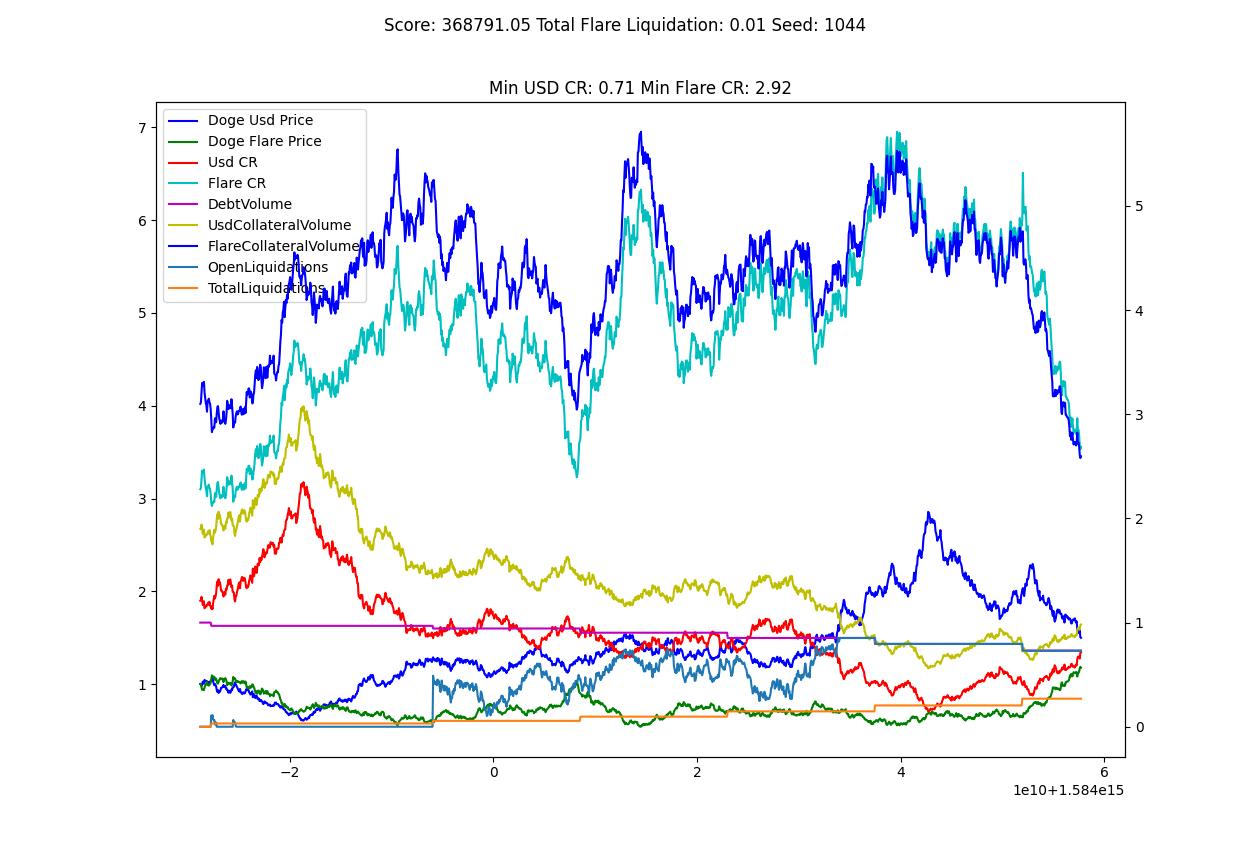 Score: 368791.05 Total Flare Liquidation: 0.01 Seed: 1044
Min USD CR: 0.71 Min Flare CR: 2.92
Doge Usd Price
Doge Flare Price
Usd CR
Flare CR
DebtVolume
UsdCollateralVolume
FlareCollateralVolume
OpenLiquidations
TotalLiquidations
7
6
5
4
3
2
1
5
4
3
2
1
0
−2
0
2
4
6
1e10+1.584e15